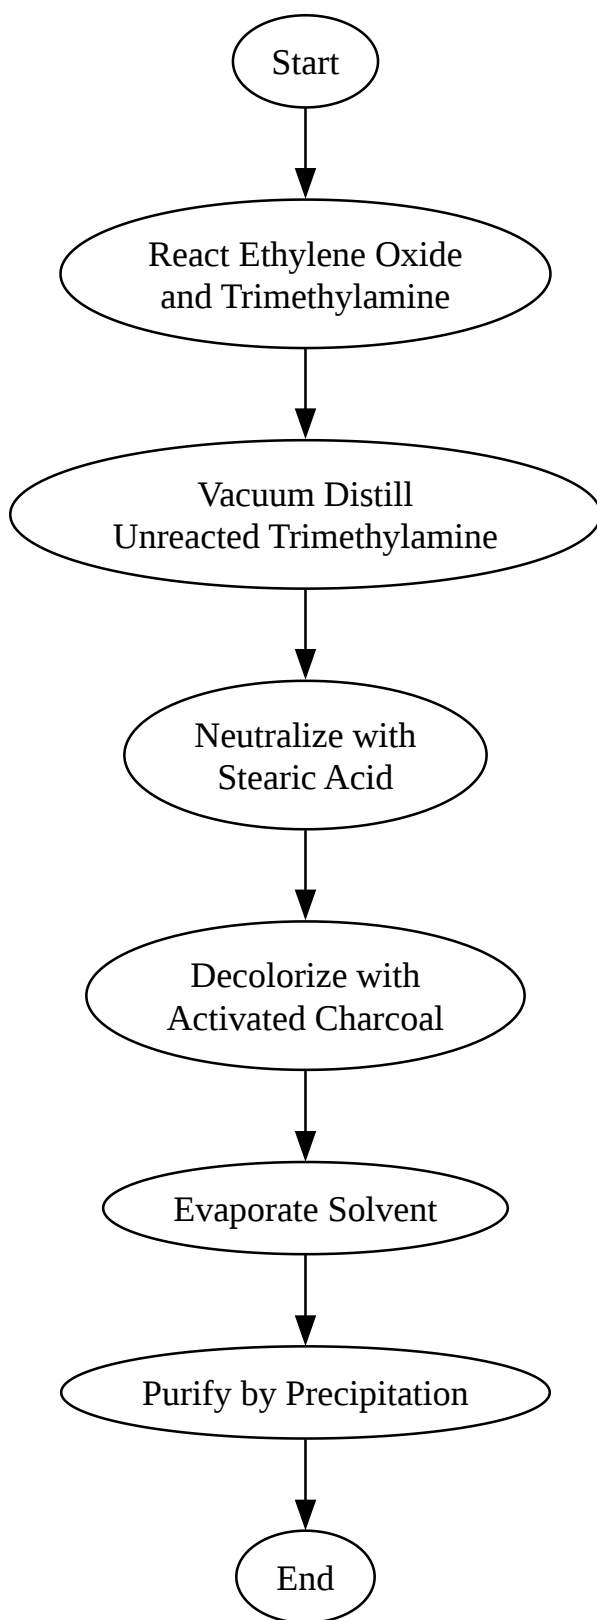 Start
React Ethylene Oxide
and Trimethylamine
Vacuum Distill
Unreacted Trimethylamine
Neutralize with
Stearic Acid
Decolorize with
Activated Charcoal
Evaporate Solvent
Purify by Precipitation
End